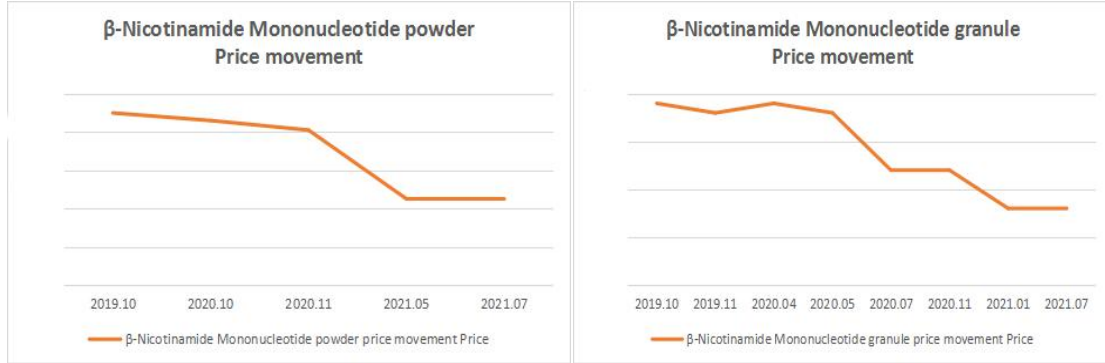 β-Nicotinamide Mononucleotide powder
Price movement
2019.10 2020.10 2020.11 2021.05 2021.07
β-Nicotinamide Mononucleotide powder price movement Price
β-Nicotinamide Mononucleotide granule
Price movement
2019.10 2019.11 2020.04 2020.05 2020.07 2020.11 2021.01 2021.07
β-Nicotinamide Mononucleotide granule price movement Price